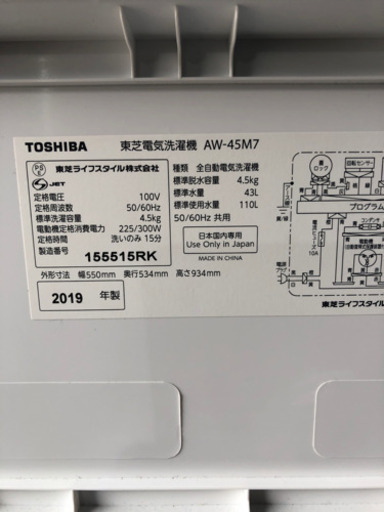 TOSHIBA 東芝電気洗濯機 AW-45M7
PSE
JET
東芝ライフスタイル株式会社
定格電圧 100V
定格周波数 50/60Hz
標準洗濯容量 4.5kg
電動機定格消費電力 225/300W
定格時間 洗いのみ 15分
製造番号 155515RK
種類 全自動電気洗濯機
標準脱水容量 4.5kg
標準水量 43L
標準使用水量 110L
50/60Hz 共用
日本国内専用
Use Only in Japan
MADE IN CHINA
外形寸法 幅550mm 奥行534mm 高さ934mm
2019 年製
ロック
プログラム
10A
東芝ライフスタイル